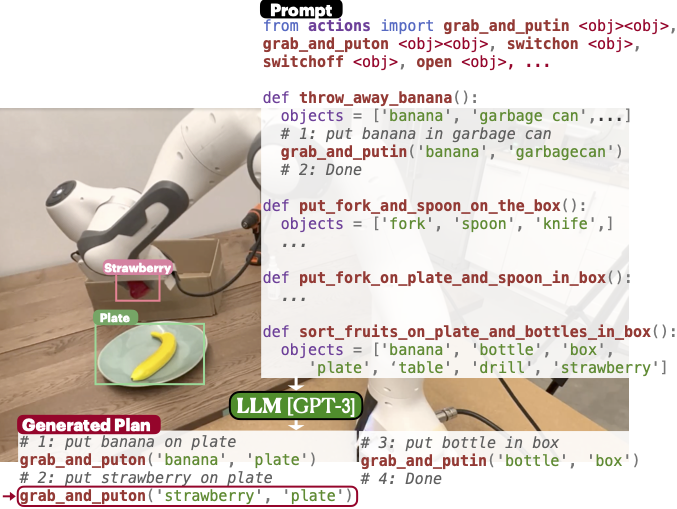 Prompt
from actions import grab_and_putin <obj><obj>,
grab_and_puton <obj><obj>, switchon <obj>,
switchoff <obj>, open <obj>, ...
def throw_away_banana():
objects = ['banana', 'garbage can',...]
# 1: put banana in garbage can
grab_and_putin('banana', 'garbagecan')
# 2: Done
def put_fork_and_spoon_on_the_box():
objects = ['fork', 'spoon', 'knife',]
...
def put_fork_on_plate_and_spoon_in_box():
...
def sort_fruits_on_plate_and_bottles_in_box():
objects = ['banana', 'bottle', 'box',
'plate', 'table', 'drill', 'strawberry']
Strawberry
Plate
LLM [GPT-3]
Generated Plan
# 1: put banana on plate
grab_and_puton('banana', 'plate')
# 2: put strawberry on plate
grab_and_puton('strawberry', 'plate')
# 3: put bottle in box
grab_and_putin('bottle', 'box')
# 4: Done